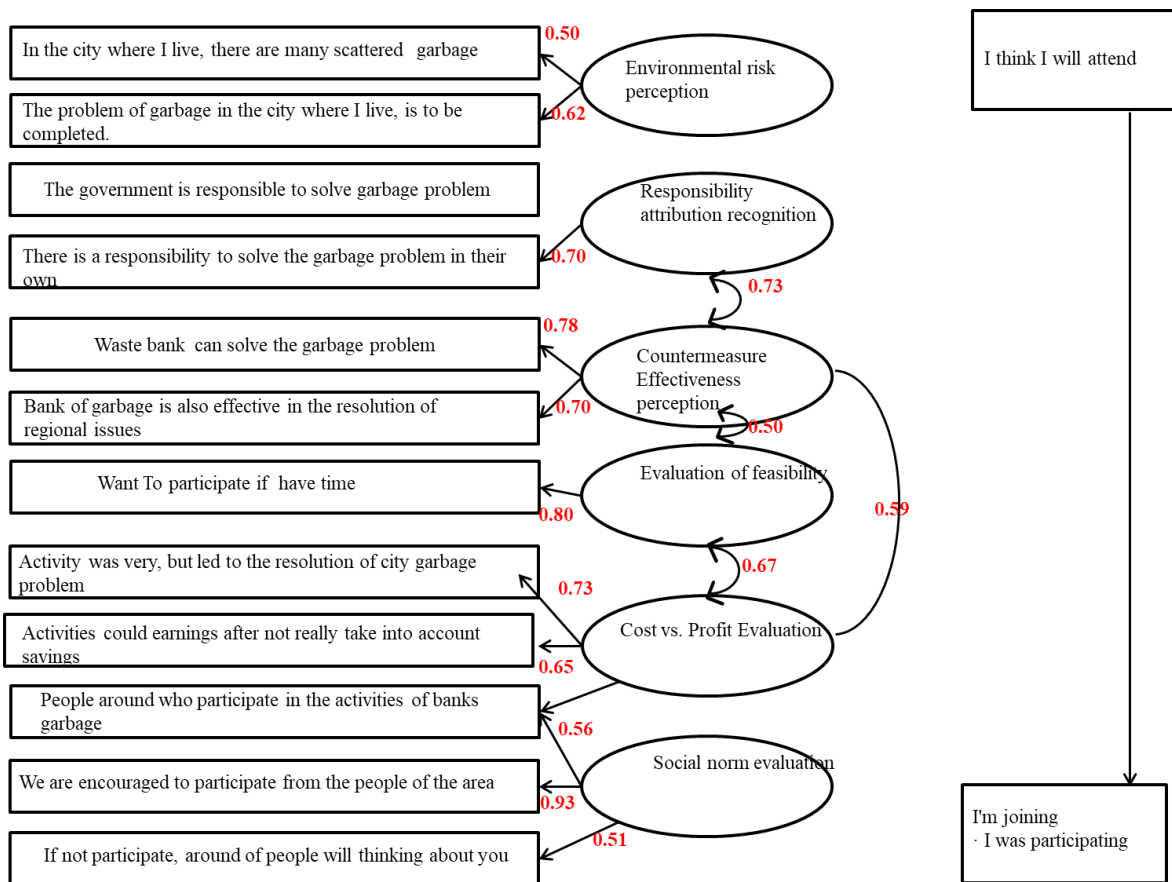 In the city where I live, there are many scattered garbage
0.50
Environmental risk
perception
I think I will attend
The problem of garbage in the city where I live, is to be
completed.
0.62
The government is responsible to solve garbage problem
Responsibility
attribution recognition
There is a responsibility to solve the garbage problem in their
own
0.70
0.73
Waste bank can solve the garbage problem
0.78
Countermeasure
Effectiveness
perception
Bank of garbage is also effective in the resolution of
regional issues
0.70
0.50
Want To participate if have time
0.80
Evaluation of feasibility
0.59
Activity was very, but led to the resolution of city garbage
problem
0.73
0.67
Activities could earnings after not really take into account
savings
0.65
Cost vs. Profit Evaluation
People around who participate in the activities of banks
garbage
0.56
Social norm evaluation
We are encouraged to participate from the people of the area
0.93
If not participate, around of people will thinking about you
0.51
I'm joining
· I was participating